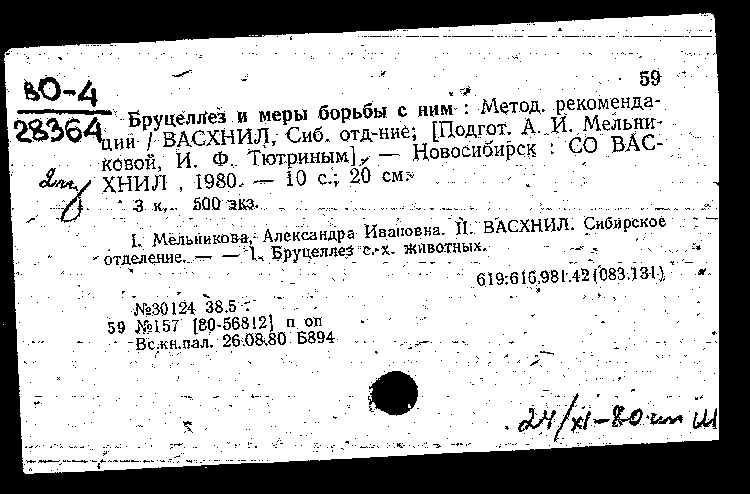 59
ВО-4
28364
Бруцеллез и меры борьбы с ним : Метод. рекоменда-
ции / ВАСХНИЛ, Сиб. отд-ние; [Подгот. А. И. Мельни-
ковой, И. Ф. Тютриным]. — Новосибирск : СО ВАС-
ХНИЛ , 1980. — 10 с.; 20 см.
3 к. 500 экз.
I. Мельникова, Александра Ивановна. II. ВАСХНИЛ. Сибирское
отделение. — — 1. Бруцеллез с.-х. животных.
619:616.981.42(083.131)
№30124 38.5
59 №157 [80-56812] п оп
Вс.кн.пал. 26.08.80 Б894
24/XI-80